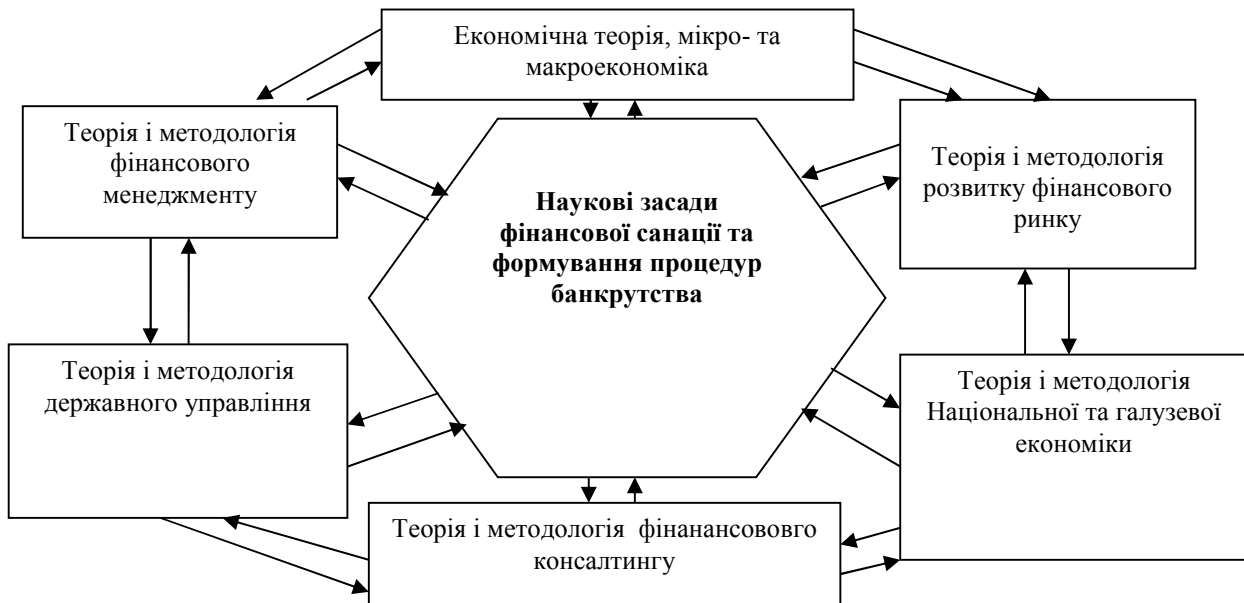 Економічна теорія, мікро- та
макроекономіка
Теорія і методологія
фінансового
менеджменту
Теорія і методологія
розвитку фінансового
ринку
Наукові засади
фінансової санації та
формування процедур
банкрутства
Теорія і методологія
державного управління
Теорія і методологія
Національної та галузевої
економіки
Теорія і методологія фінанансововго
консалтингу